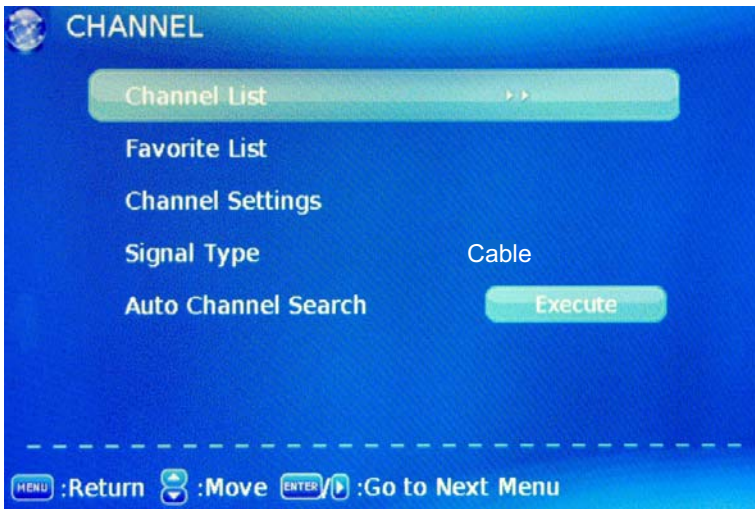 CHANNEL
Channel List
Favorite List
Channel Settings
Signal Type Cable
Auto Channel Search Execute
MENU :Return :Move ENTER/ :Go to Next Menu